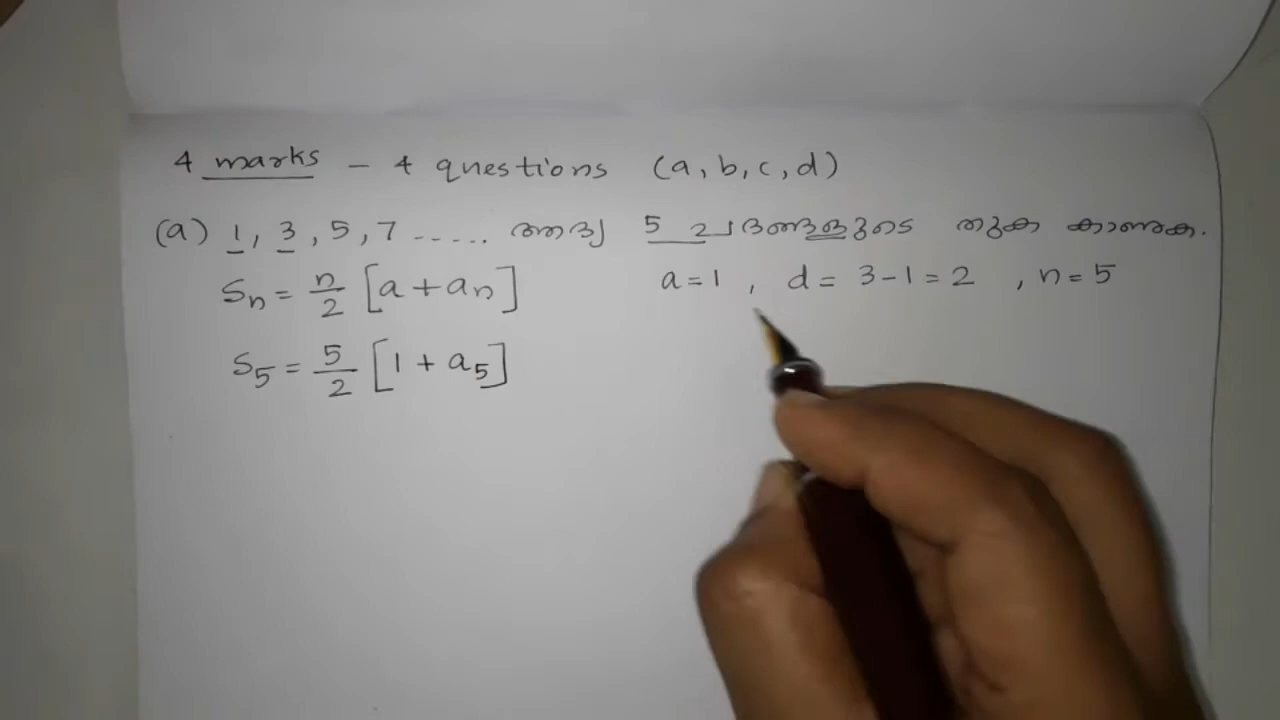 4 marks - 4 questions (a, b, c, d)
(a) 1, 3, 5, 7 ..... ആദ്യ 5 പദങ്ങളുടെ തുക കാണുക.
Sn = n/2 [a + an] a = 1 , d = 3 - 1 = 2 , n = 5
S5 = 5/2 [1 + a5]